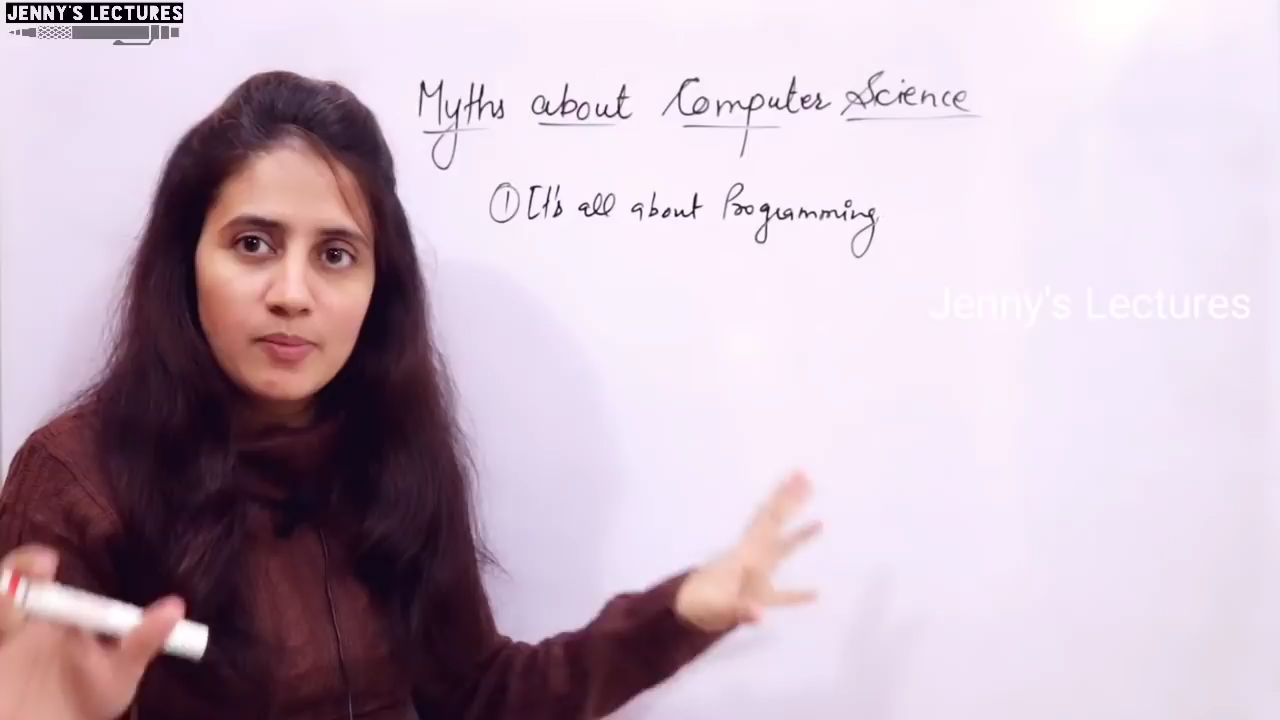 JENNY'S LECTURES
Myths about Computer Science
① It's all about Programming
Jenny's Lectures